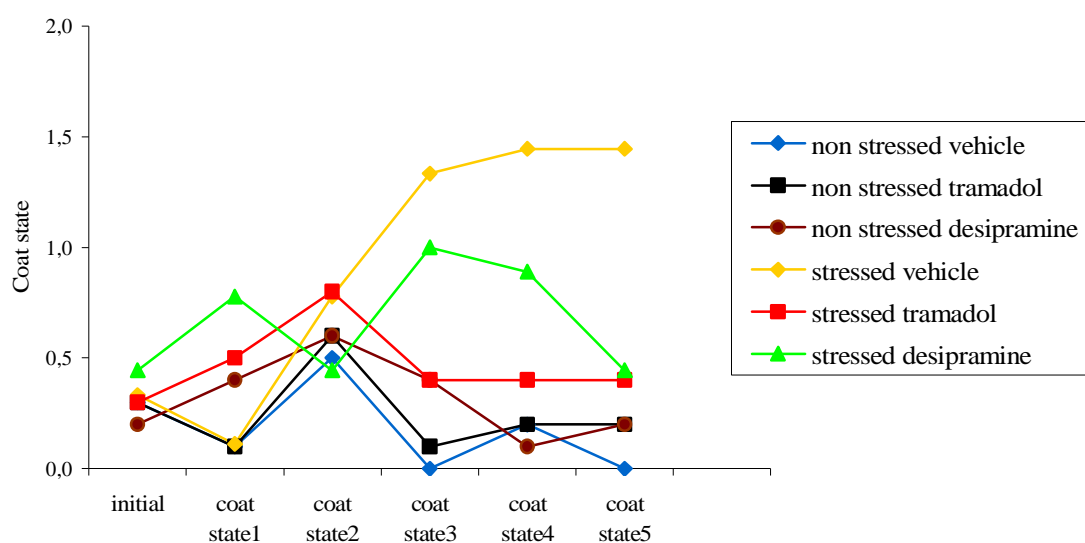 2,0
1,5
1,0
0,5
0,0
Coat state
initial
coat
state1
coat
state2
coat
state3
coat
state4
coat
state5
non stressed vehicle
non stressed tramadol
non stressed desipramine
stressed vehicle
stressed tramadol
stressed desipramine